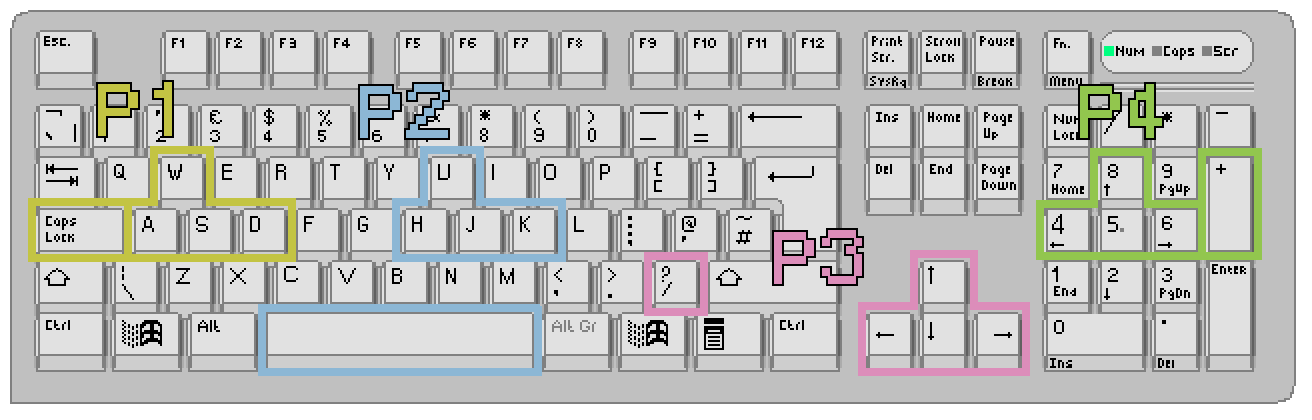 Esc. F1 F2 F3 F4 F5 F6 F7 F8 F9 F10 F11 F12 Print Scr. SysRq Scroll Lock Pause Break Fn. Menu Num Caps Scr
P1 P2 P4
¬ ` | 2 € 3 $ 4 % 5 6 * 8 ( 9 ) 0 — _ + = ← Ins Home Page Up Num Lock / * —
Q W E R T Y U I O P { [ } ] Del End Page Down 7 Home 8 ↑ 9 PgUp +
Caps Lock A S D F G H J K L : ; @ ' ~ # 4 ← 5. 6 →
P3
| \ Z X C V B N M < , > . ? / ↑ 1 End 2 ↓ 3 PgDn Enter
Ctrl Alt Alt Gr Ctrl ← ↓ → 0 Ins . Del